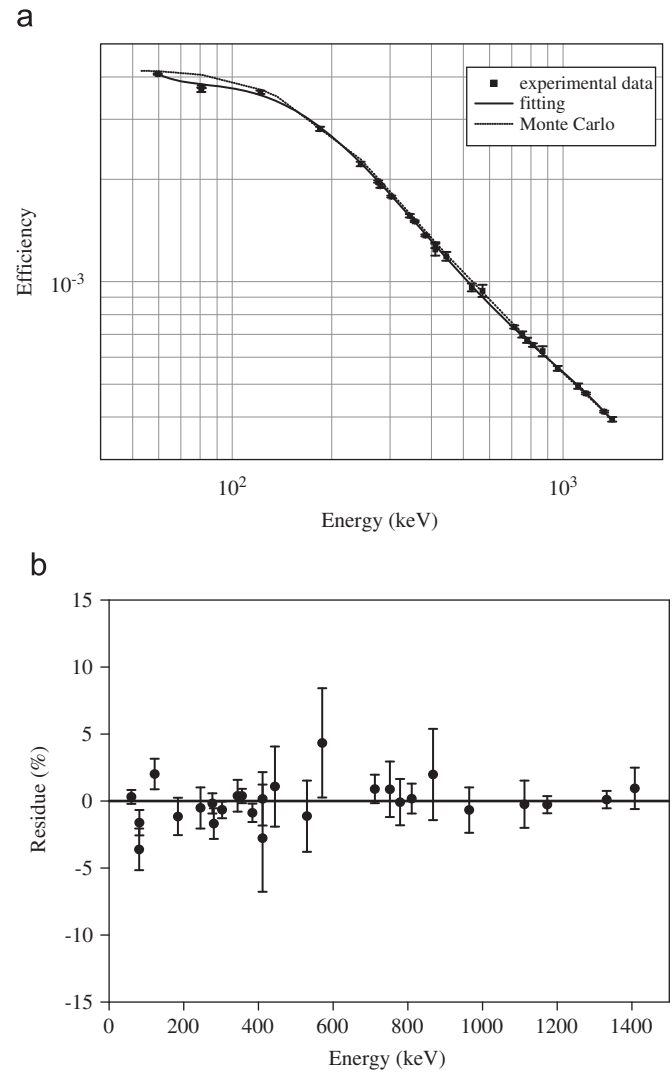 a
experimental data
fitting
Monte Carlo
Efficiency
10⁻³
10² 10³
Energy (keV)
b
15
10
5
0
-5
-10
-15
Residue (%)
0 200 400 600 800 1000 1200 1400
Energy (keV)